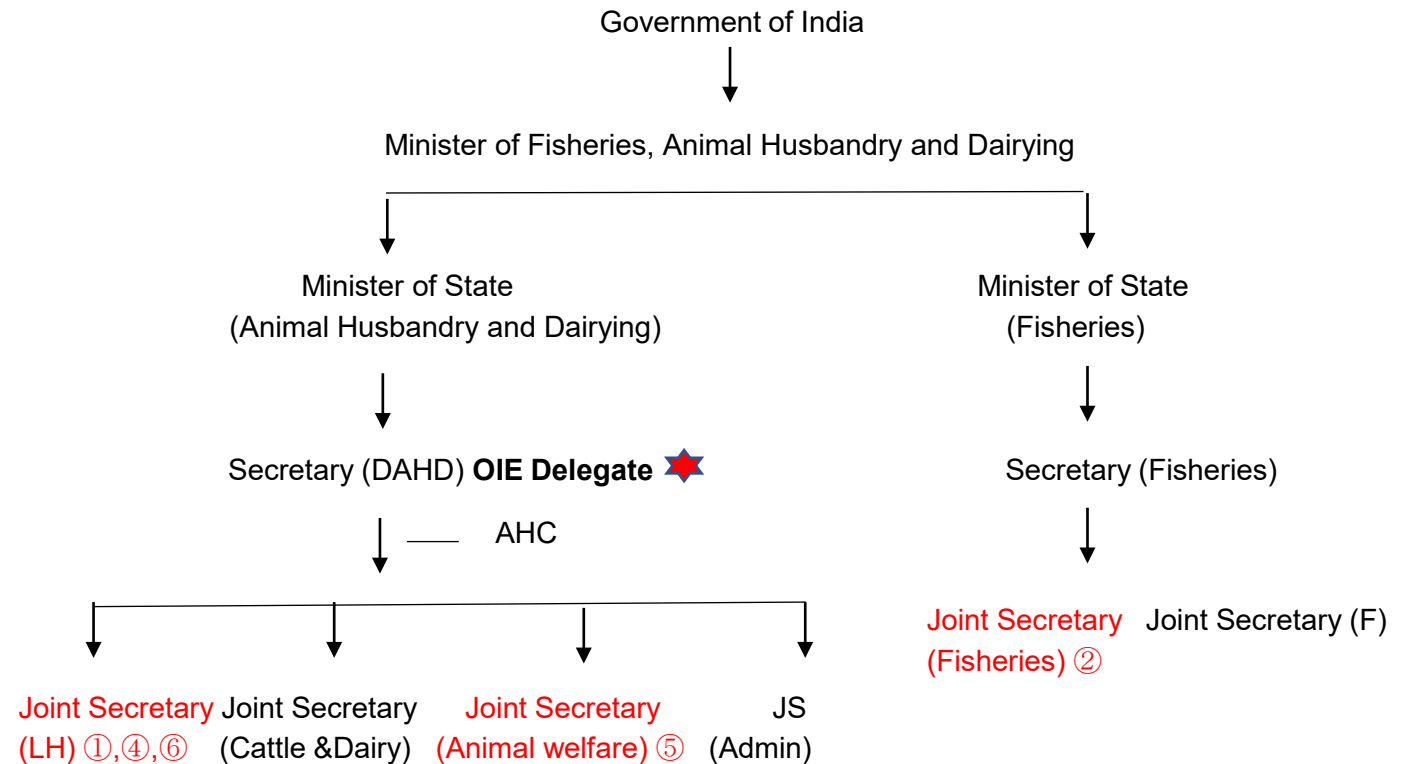 Government of India
Minister of Fisheries, Animal Husbandry and Dairying
Minister of State
(Animal Husbandry and Dairying)
Minister of State
(Fisheries)
Secretary (DAHD) OIE Delegate
Secretary (Fisheries)
AHC
Joint Secretary
(LH) ①,④,⑥
Joint Secretary
(Cattle &Dairy)
Joint Secretary
(Animal welfare) ⑤
JS
(Admin)
Joint Secretary
(Fisheries) ②
Joint Secretary (F)